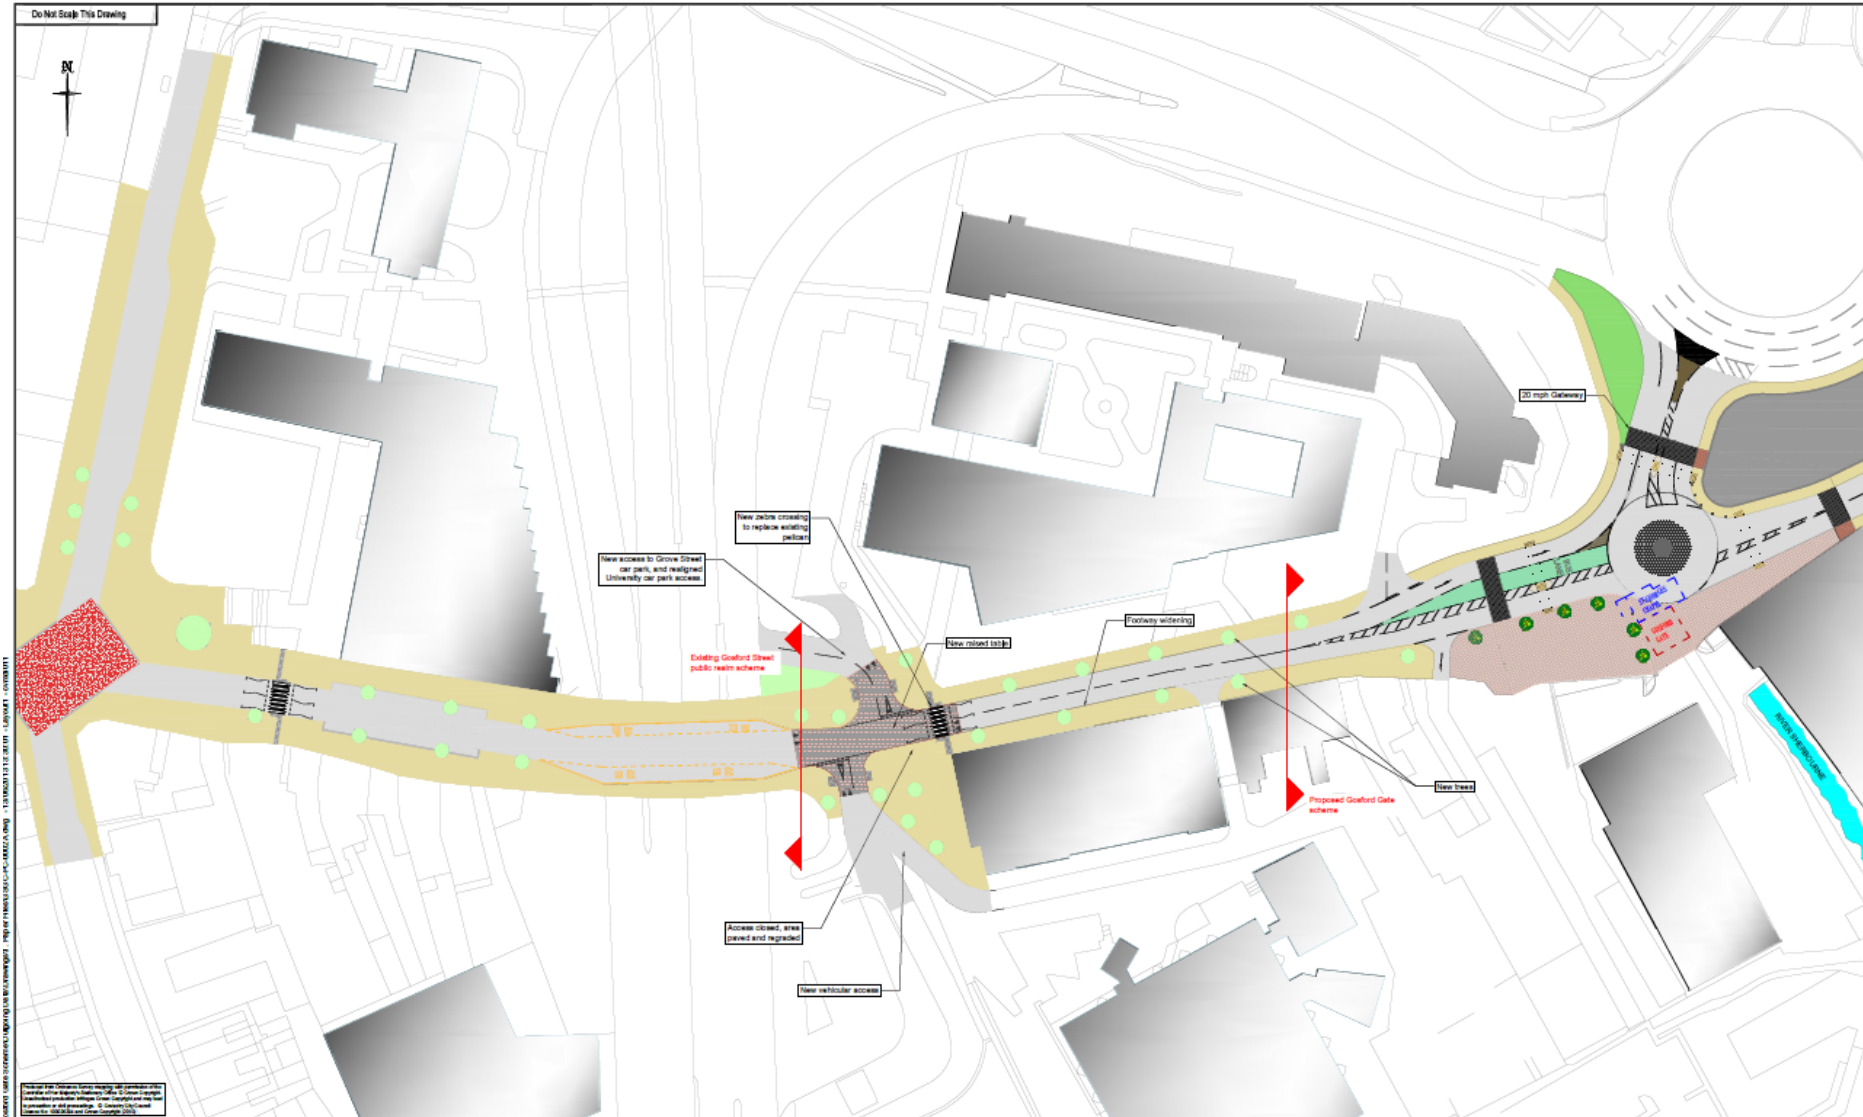 Do Not Scale This Drawing
N
20 mph Gateway
New zebra crossing
to replace existing
pelican
New access to Grove Street
car park, and realigned
University car park access.
New raised table
Footway widening
Existing Gosford Street
public realm scheme
New trees
Proposed Gosford Gate
scheme
GOSFORD
GATE
RIVER SHERBOURNE
Access closed, area
paved and regraded
New vehicular access